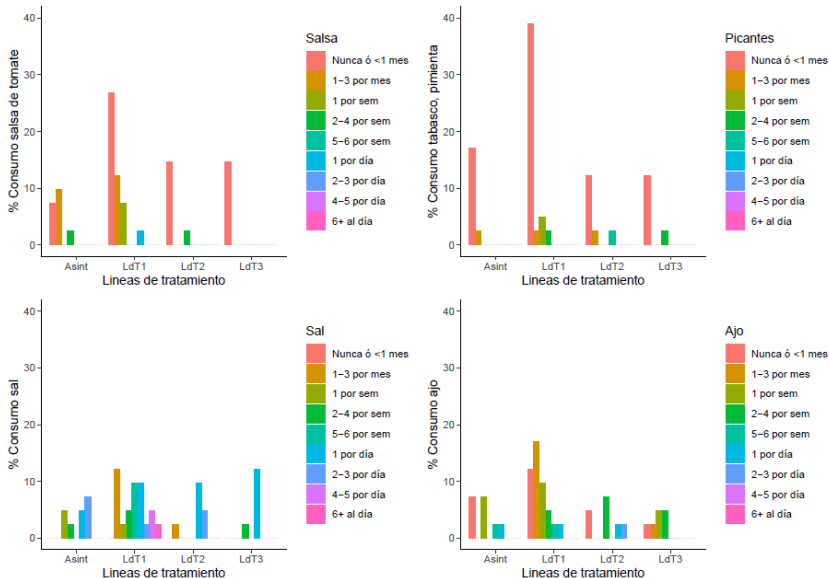 % Consumo salsa de tomate
40
30
20
10
0
Asint LdT1 LdT2 LdT3
Lineas de tratamiento
Salsa
Nunca ó <1 mes
1−3 por mes
1 por sem
2−4 por sem
5−6 por sem
1 por día
2−3 por día
4−5 por día
6+ al día
% Consumo tabasco, pimienta
40
30
20
10
0
Asint LdT1 LdT2 LdT3
Lineas de tratamiento
Picantes
Nunca ó <1 mes
1−3 por mes
1 por sem
2−4 por sem
5−6 por sem
1 por día
2−3 por día
4−5 por día
6+ al día
% Consumo sal
40
30
20
10
0
Asint LdT1 LdT2 LdT3
Lineas de tratamiento
Sal
Nunca ó <1 mes
1−3 por mes
1 por sem
2−4 por sem
5−6 por sem
1 por día
2−3 por día
4−5 por día
6+ al día
% Consumo ajo
40
30
20
10
0
Asint LdT1 LdT2 LdT3
Lineas de tratamiento
Ajo
Nunca ó <1 mes
1−3 por mes
1 por sem
2−4 por sem
5−6 por sem
1 por día
2−3 por día
4−5 por día
6+ al día